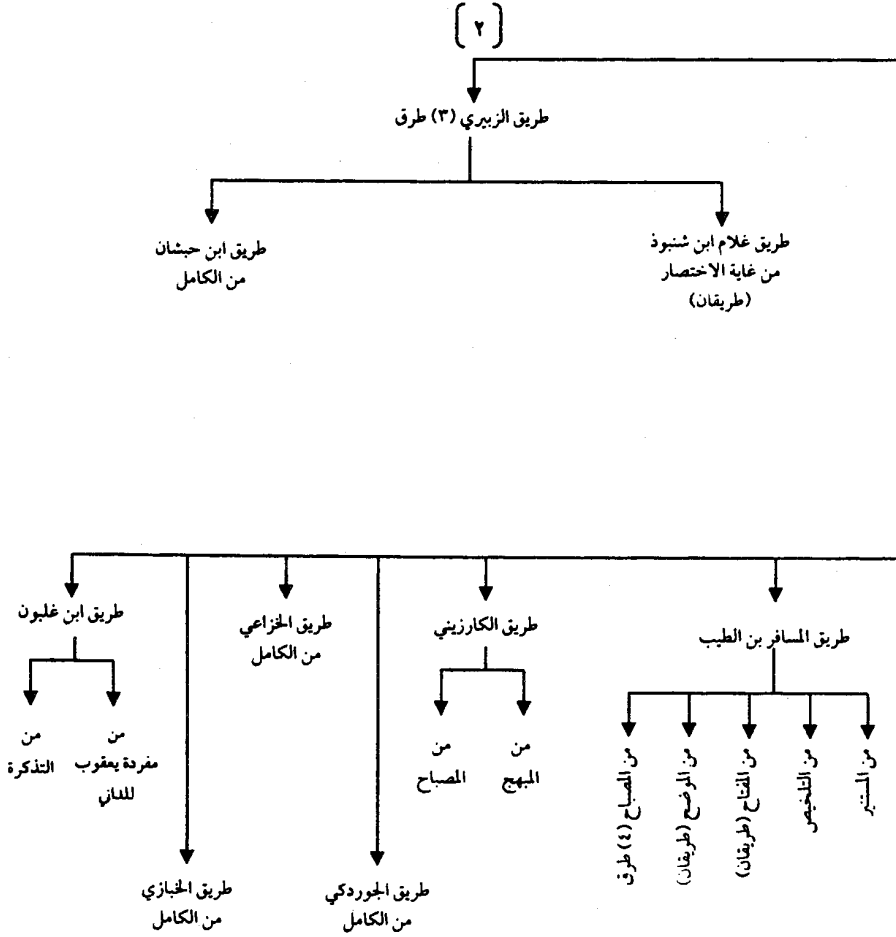 (٢)
طريق الزبيري (٣) طرق
طريق غلام ابن شنبوذ
من غاية الاختصار
(طريقان)
طريق ابن حبشان
من الكامل
طريق المسافر بن الطيب
من المستنير
من التلخيص
من المفتاح (طريقان)
من الموضح (طريقان)
من المصباح (٤) طرق
طريق الكارزيني
من
المبهج
من
المصباح
طريق الجوردكي
من الكامل
طريق الخزاعي
من الكامل
طريق الخبازي
من الكامل
طريق ابن غلبون
من
مفردة يعقوب
للداني
من
التذكرة